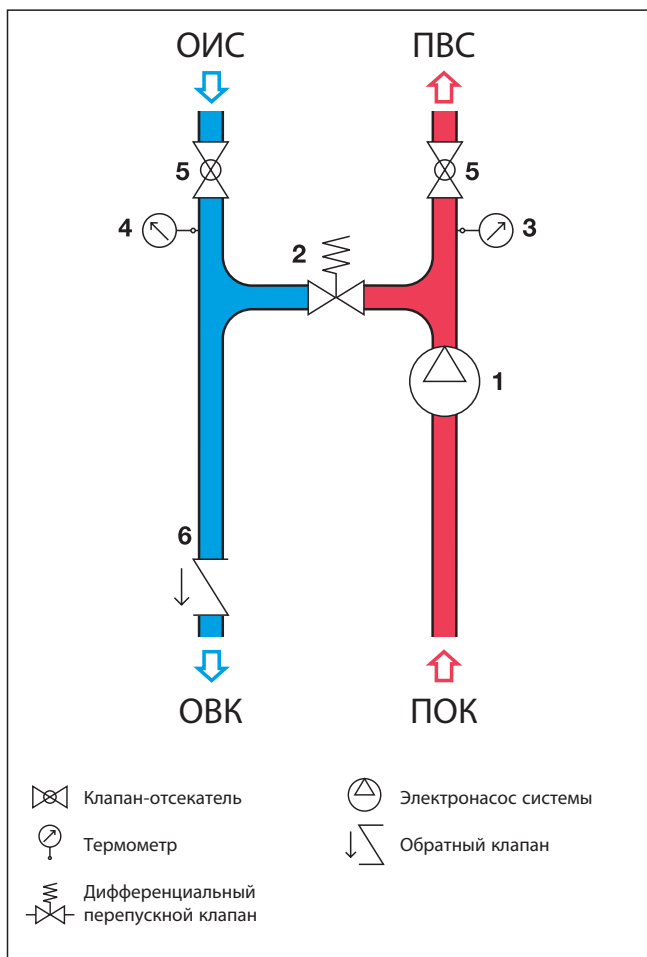 ОИС ПВС
5 5
4 3
2
1
6
ОВК ПОК
Клапан-отсекатель
Термометр
Дифференциальный
перепускной клапан
Электронасос системы
Обратный клапан